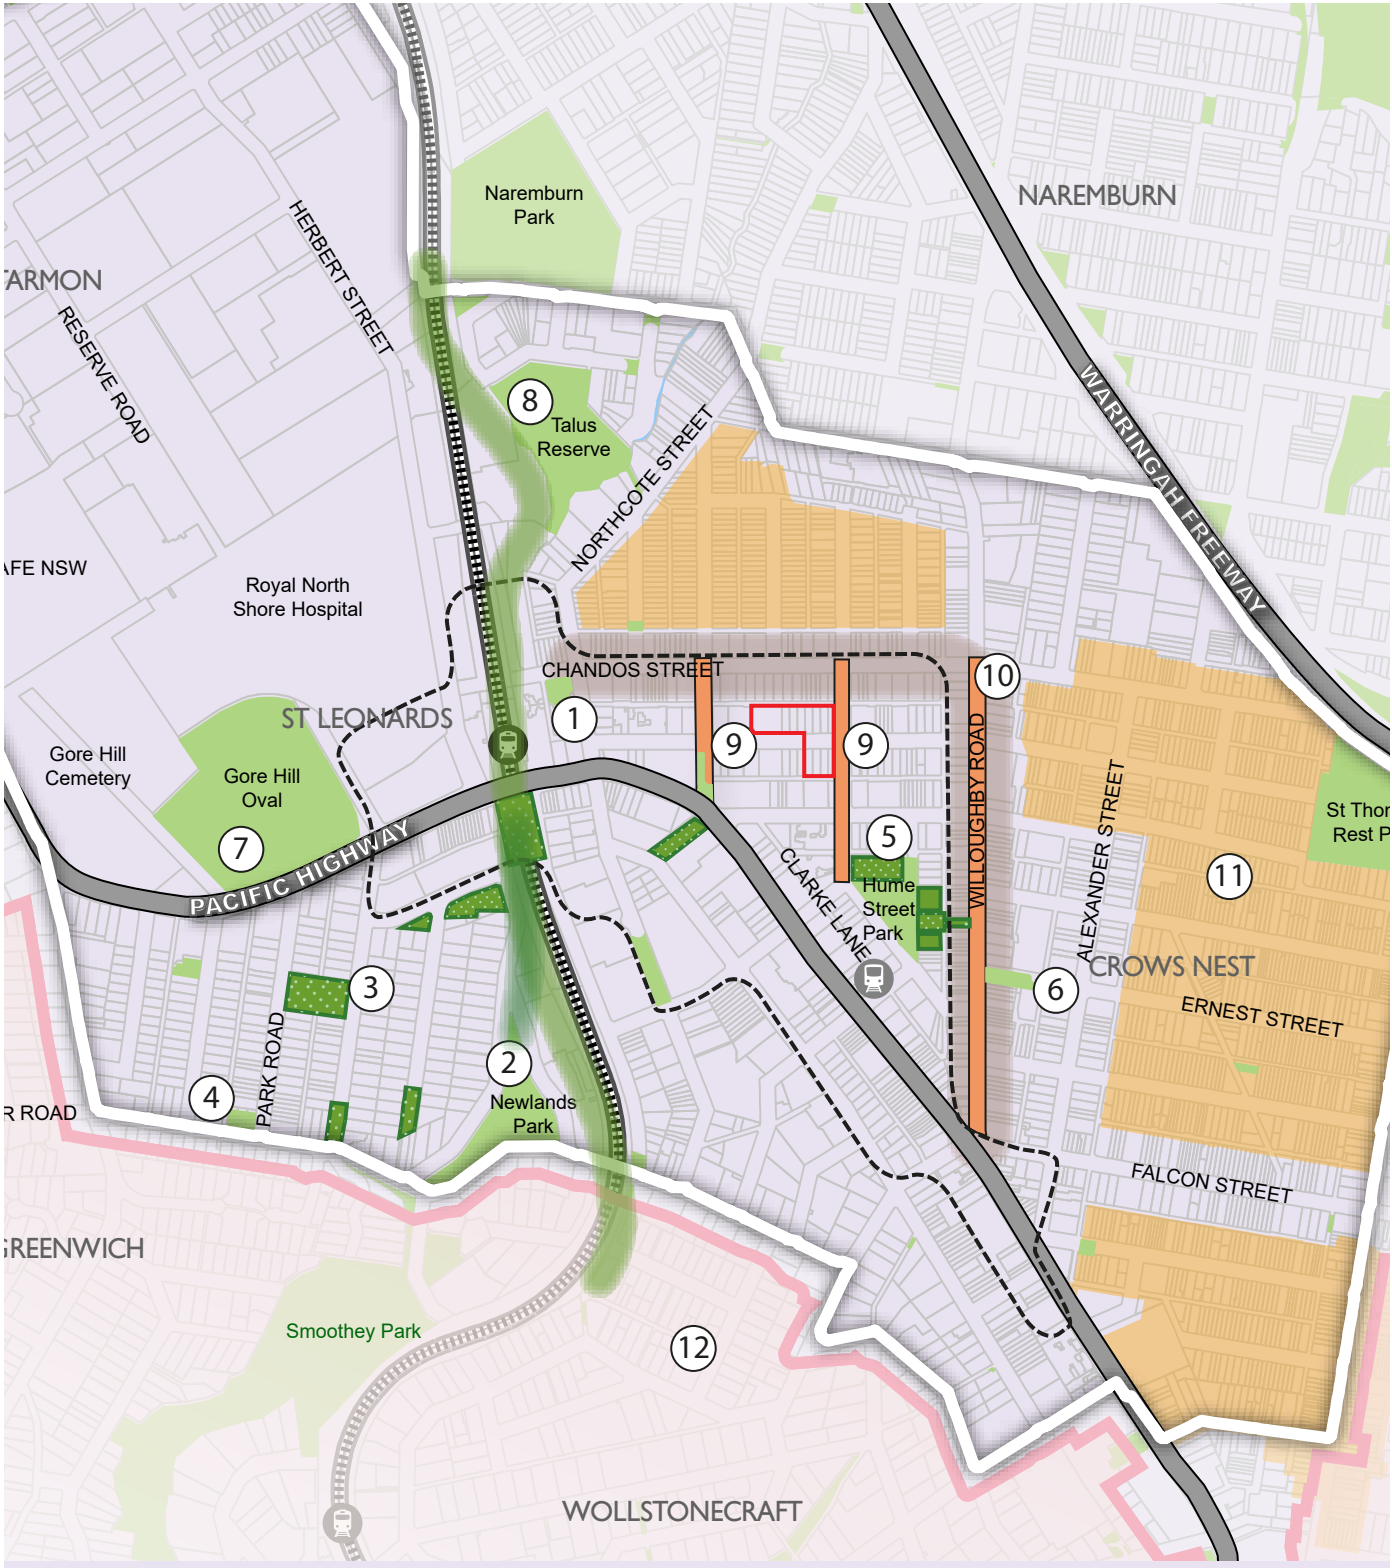 Naremburn
Park
NAREMBURN
HERBERT STREET
TARMON
RESERVE ROAD
WARRINGAH FREEWAY
8
Talus
Reserve
NORTHCOTE STREET
AFE NSW
Royal North
Shore Hospital
CHANDOS STREET
10
ST LEONARDS
1
9
9
WILLOUGHBY ROAD
Gore Hill
Cemetery
Gore Hill
Oval
7
PACIFIC HIGHWAY
ALEXANDER STREET
St Thor
Rest P
5
CLARKE LANE
Hume
Street
Park
11
CROWS NEST
3
6
ERNEST STREET
PARK ROAD
2
4
Newlands
Park
R ROAD
FALCON STREET
GREENWICH
Smoothey Park
12
WOLLSTONECRAFT